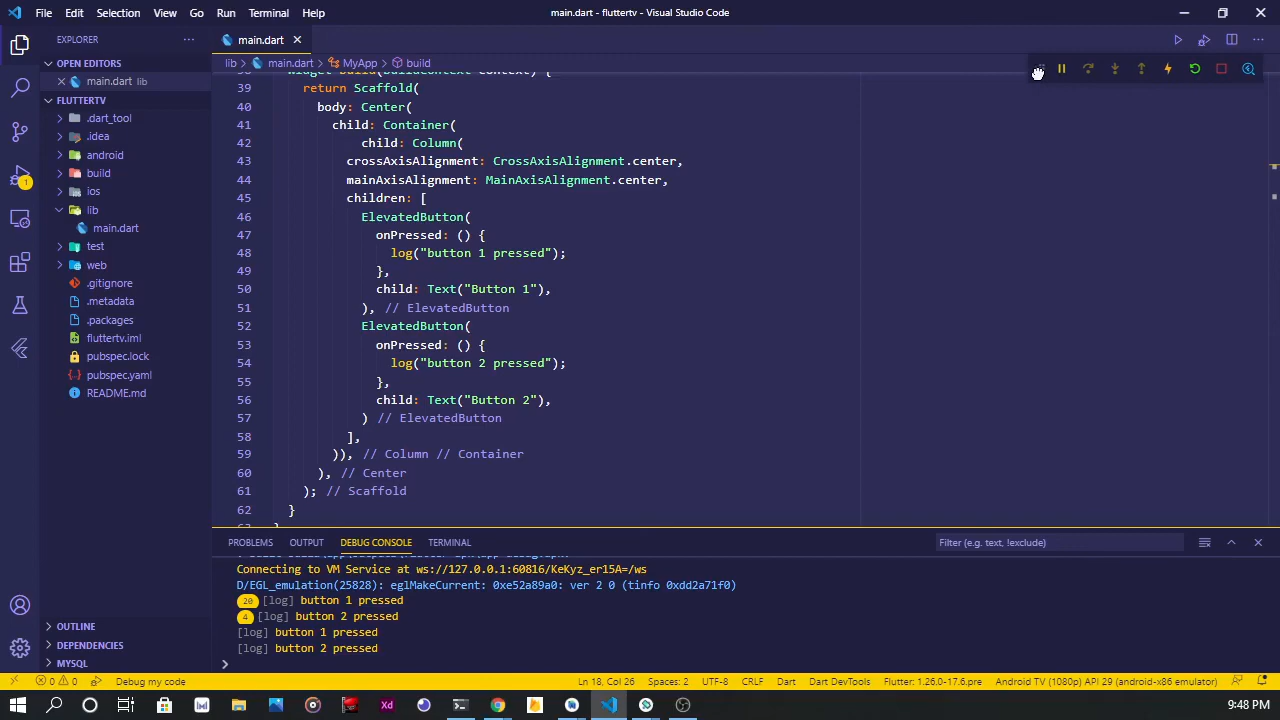 File Edit Selection View Go Run Terminal Help
main.dart - fluttertv - Visual Studio Code
EXPLORER
OPEN EDITORS
main.dart lib
FLUTTERTV
.dart_tool
.idea
android
build
ios
lib
main.dart
test
web
.gitignore
.metadata
.packages
fluttertv.iml
pubspec.lock
pubspec.yaml
README.md
OUTLINE
DEPENDENCIES
MYSQL
1
main.dart
lib > main.dart > MyApp > build
38 Widget build(BuildContext context) {
39 return Scaffold(
40 body: Center(
41 child: Container(
42 child: Column(
43 crossAxisAlignment: CrossAxisAlignment.center,
44 mainAxisAlignment: MainAxisAlignment.center,
45 children: [
46 ElevatedButton(
47 onPressed: () {
48 log("button 1 pressed");
49 },
50 child: Text("Button 1"),
51 ), // ElevatedButton
52 ElevatedButton(
53 onPressed: () {
54 log("button 2 pressed");
55 },
56 child: Text("Button 2"),
57 ) // ElevatedButton
58 ],
59 )), // Column // Container
60 ), // Center
61 ); // Scaffold
62 }
63 }
PROBLEMS OUTPUT DEBUG CONSOLE TERMINAL
Filter (e.g. text, !exclude)
Connecting to VM Service at ws://127.0.0.1:60816/KeKyz_er15A=/ws
D/EGL_emulation(25828): eglMakeCurrent: 0xe52a89a0: ver 2 0 (tinfo 0xdd2a71f0)
20 [log] button 1 pressed
4 [log] button 2 pressed
[log] button 1 pressed
[log] button 2 pressed
0 0 Debug my code
Ln 18, Col 26 Spaces: 2 UTF-8 CRLF Dart Dart DevTools Flutter: 1.26.0-17.6.pre Android TV (1080p) API 29 (android-x86 emulator)
Xd
9:48 PM